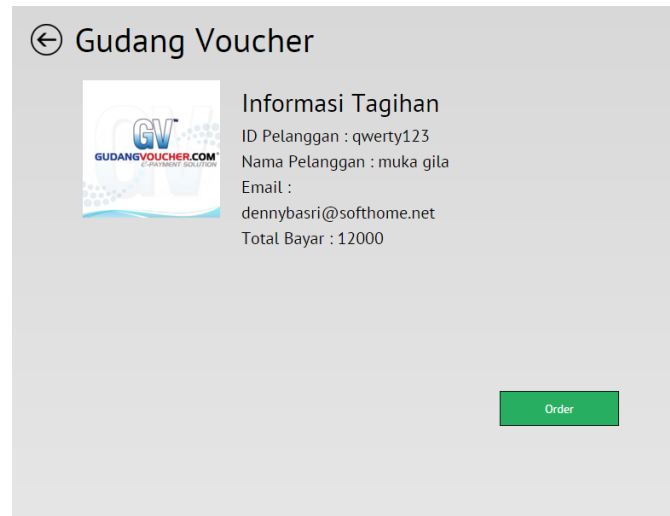 Gudang Voucher
GV™
GUDANGVOUCHER.COM
E-PAYMENT SOLUTION
Informasi Tagihan
ID Pelanggan : qwerty123
Nama Pelanggan : muka gila
Email :
dennybasri@softhome.net
Total Bayar : 12000
Order